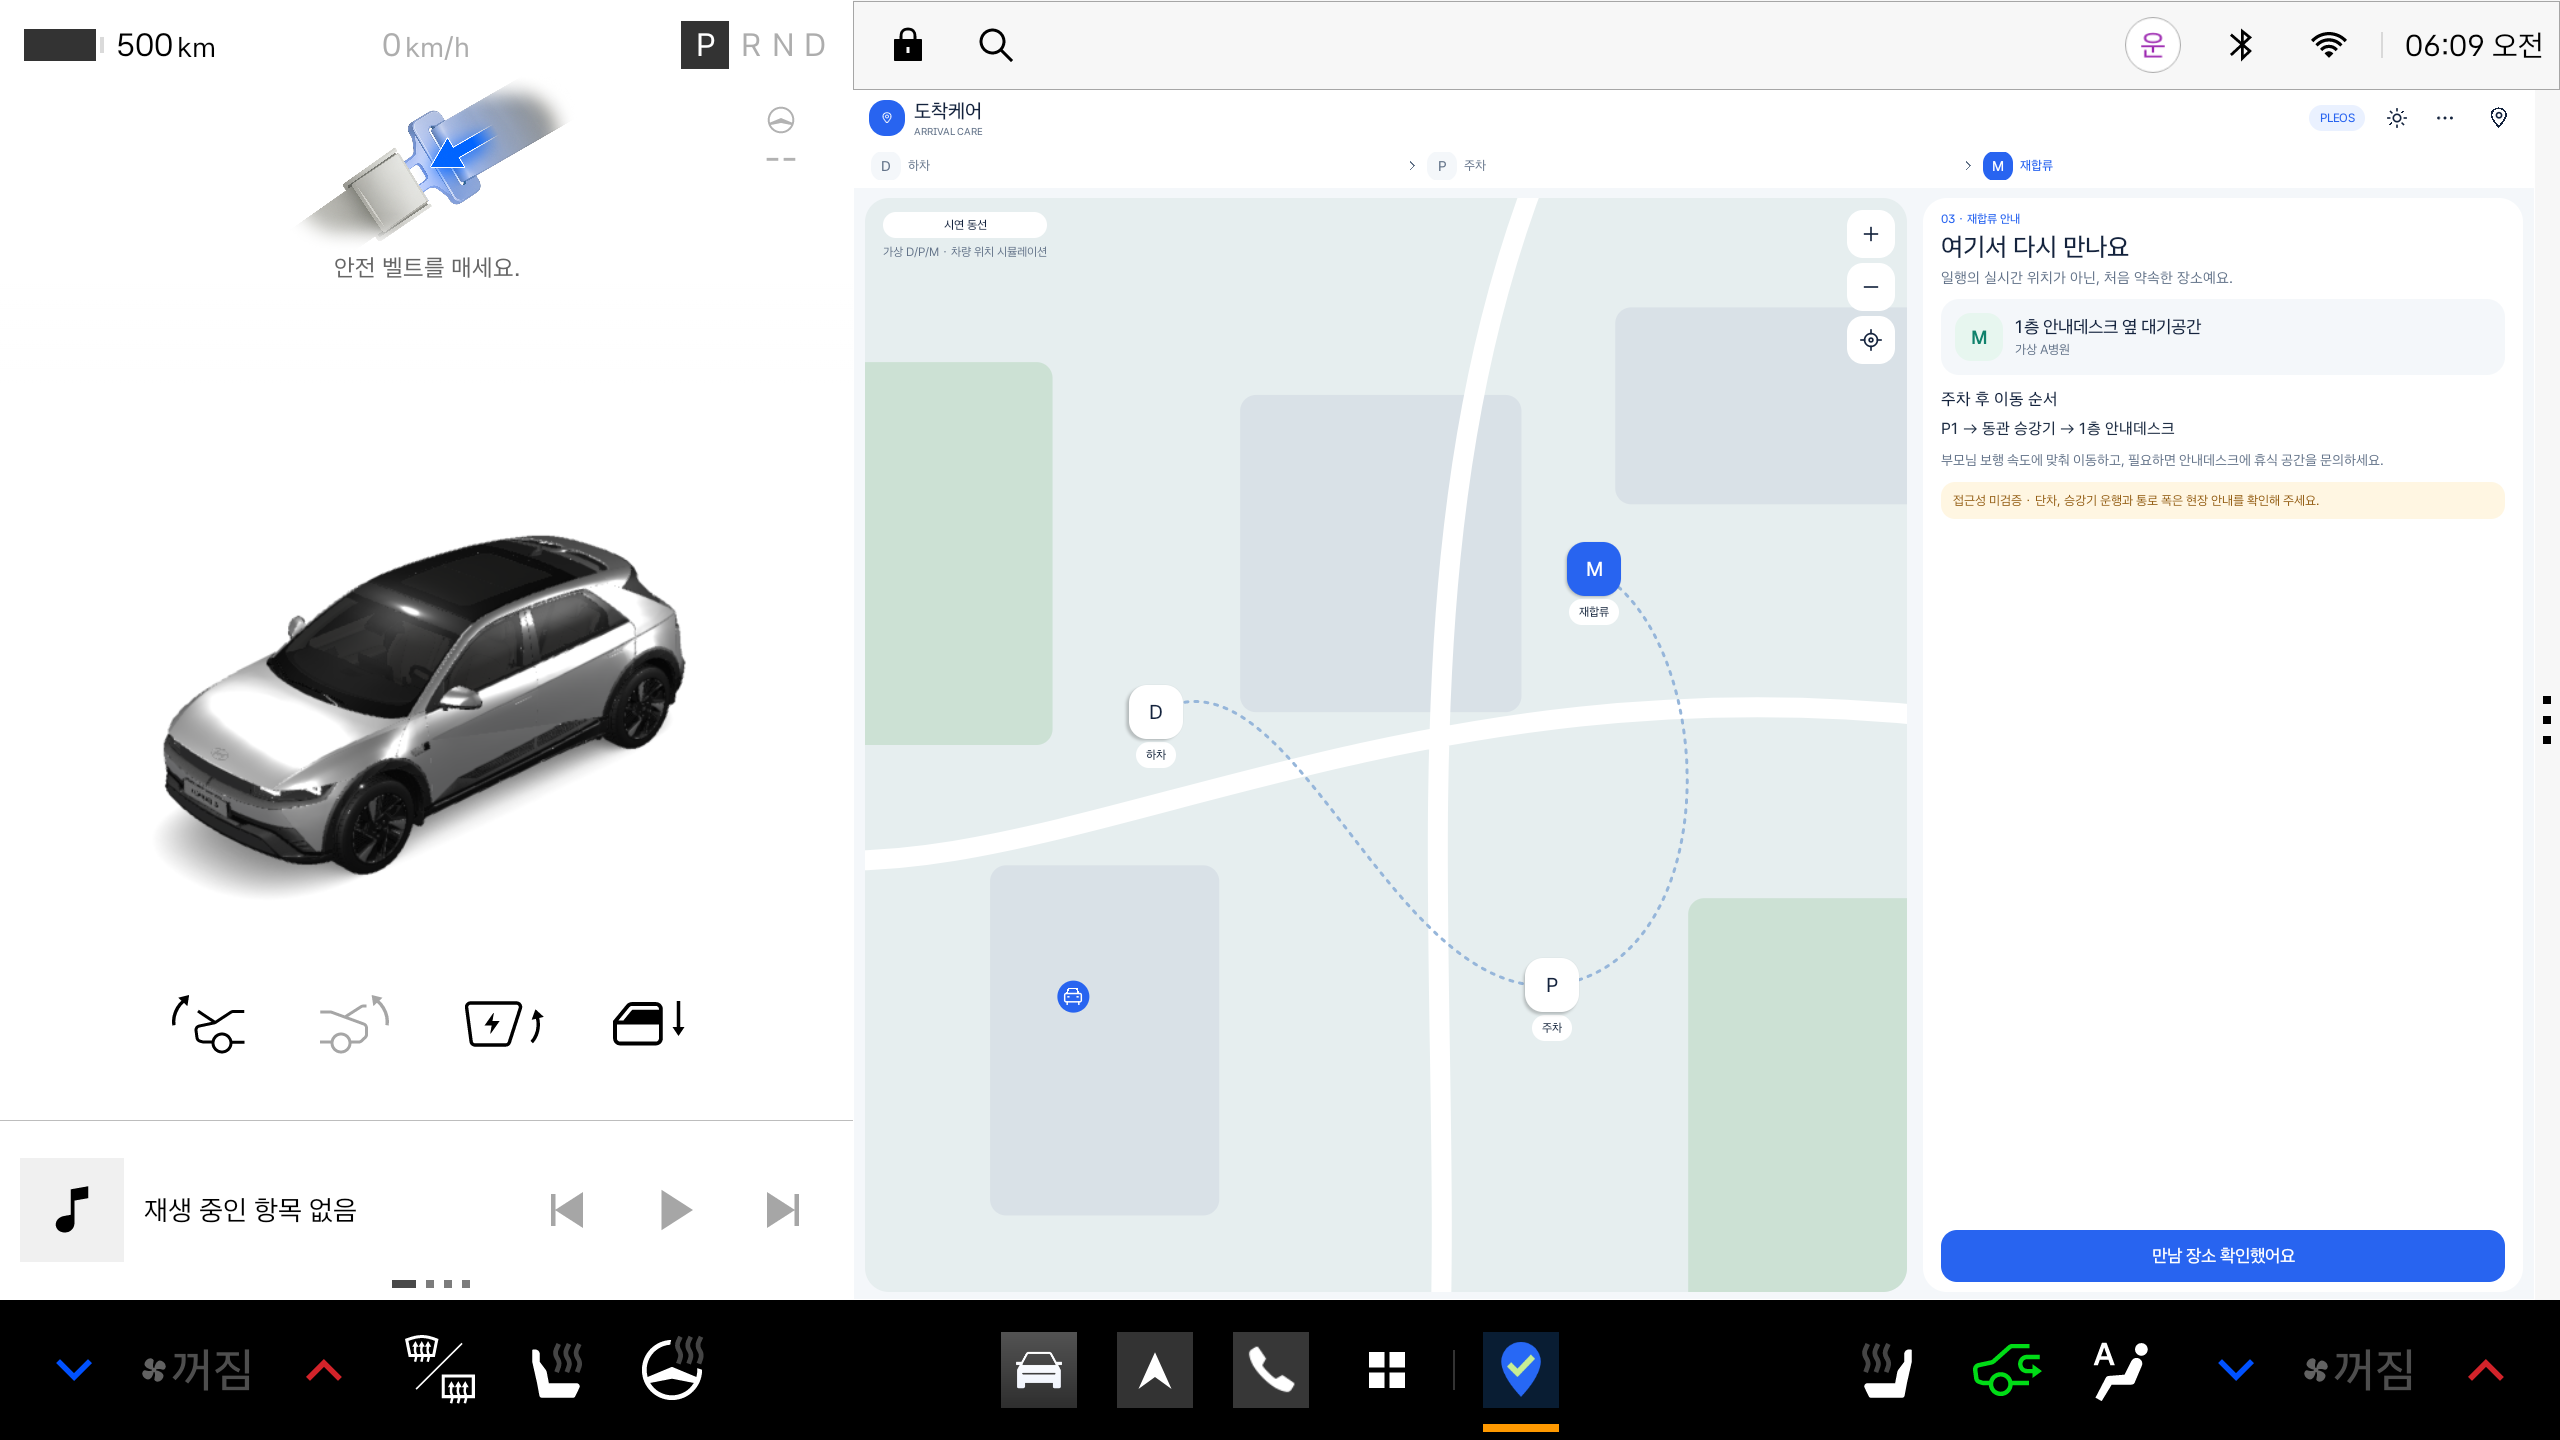 500 km
0 km/h
P R N D
안전 벨트를 매세요.
재생 중인 항목 없음
운
06:09 오전
도착케어
ARRIVAL CARE
PLEOS
D 하차
P 주차
M 재합류
시연 동선
가상 D/P/M · 차량 위치 시뮬레이션
M
재합류
D
하차
P
주차
03 · 재합류 안내
여기서 다시 만나요
일행의 실시간 위치가 아닌, 처음 약속한 장소예요.
M
1층 안내데스크 옆 대기공간
가상 A병원
주차 후 이동 순서
P1 → 동관 승강기 → 1층 안내데스크
부모님 보행 속도에 맞춰 이동하고, 필요하면 안내데스크에 휴식 공간을 문의하세요.
접근성 미검증 · 단차, 승강기 운행과 통로 폭은 현장 안내를 확인해 주세요.
만남 장소 확인했어요
꺼짐
A
꺼짐